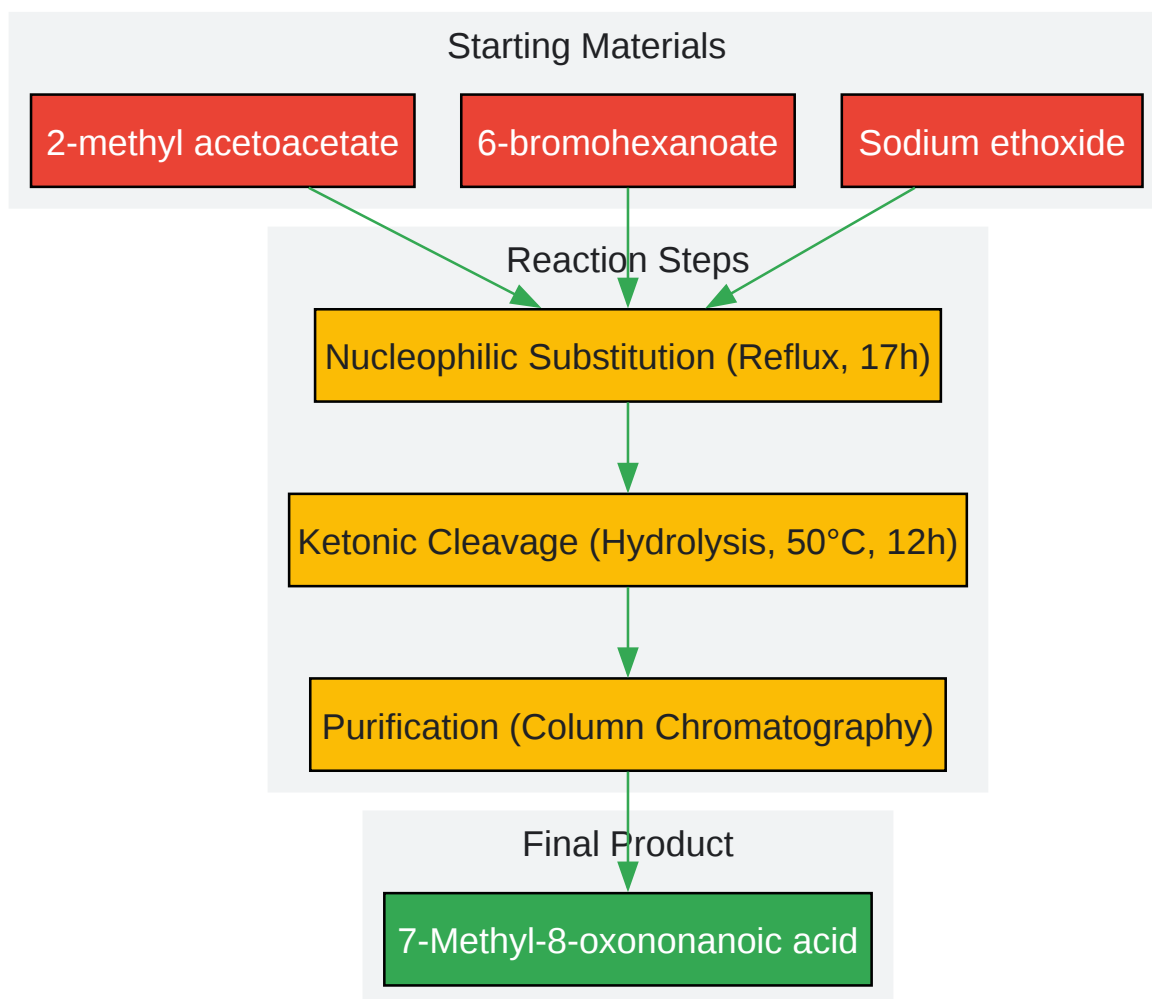 Starting Materials
2-methyl acetoacetate
6-bromohexanoate
Sodium ethoxide
Reaction Steps
Nucleophilic Substitution (Reflux, 17h)
Ketonic Cleavage (Hydrolysis, 50°C, 12h)
Purification (Column Chromatography)
Final Product
7-Methyl-8-oxononanoic acid